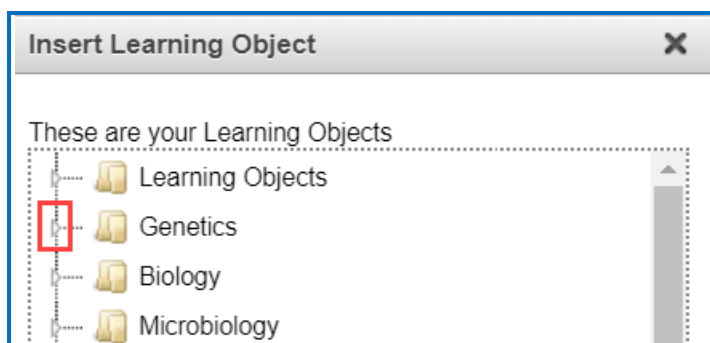 Insert Learning Object
These are your Learning Objects
Learning Objects
Genetics
Biology
Microbiology